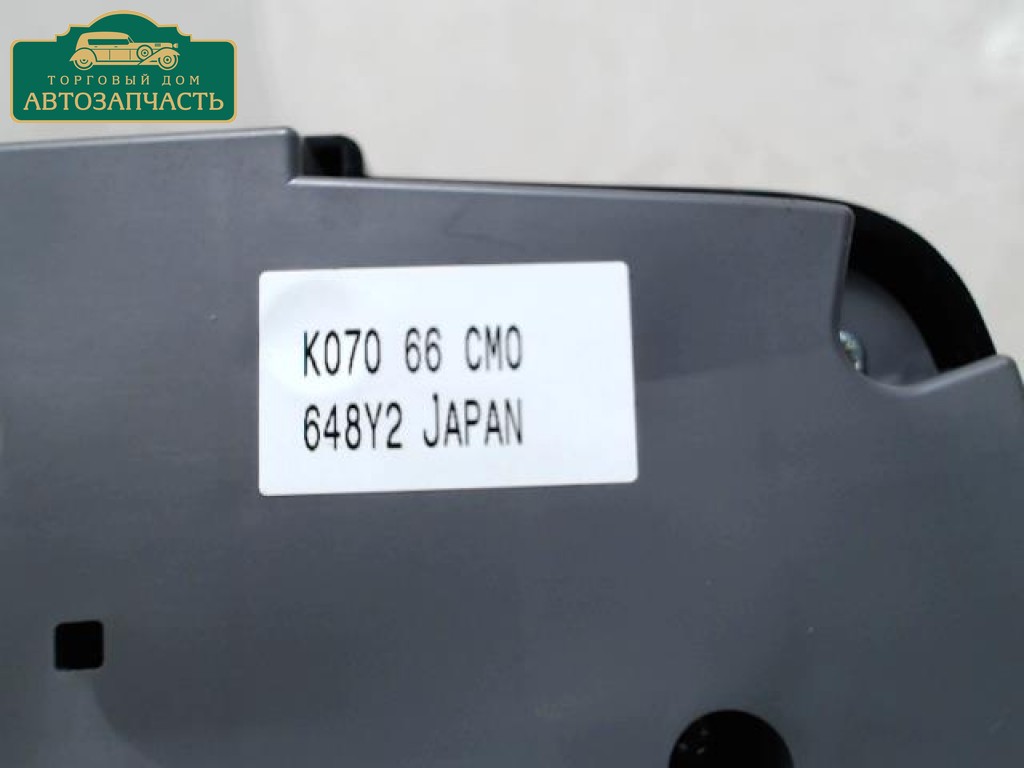 ТОРГОВЫЙ ДОМ
АВТОЗАПЧАСТЬ
K070 66 CM0
648Y2 JAPAN